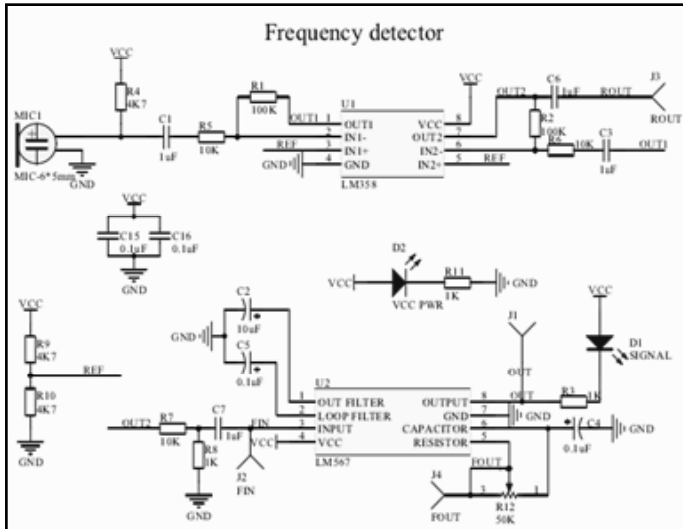 Frequency detector
VCC
R4
4K7
MIC1
MIC-6*5mm
GND
C1
1uF
R5
10K
R1
100K
OUT1
REF
GND
U1
1 OUT1 VCC 8
2 IN1- OUT2 7
3 IN1+ IN2- 6
4 GND IN2+ 5
LM358
VCC
OUT2
C6
1uF
ROUT
J3
ROUT
R2
100K
R6
10K
C3
1uF
OUT1
REF
VCC
C15
0.1uF
C16
0.1uF
GND
VCC
D2
VCC PWR
R11
1K
GND
VCC
R9
4K7
REF
R10
4K7
GND
C2
10uF
GND
C5
0.1uF
J1
OUT
VCC
D1
SIGNAL
U2
1 OUT FILTER OUTPUT 8
2 LOOP FILTER GND 7
3 INPUT CAPACITOR 6
4 VCC RESISTOR 5
LM567
OUT
R3
1K
GND
C4
0.1uF
GND
OUT2
R7
10K
C7
1uF
FIN
VCC
R8
1K
GND
J2
FIN
J4
FOUT
FOUT
3
1
R12
50K